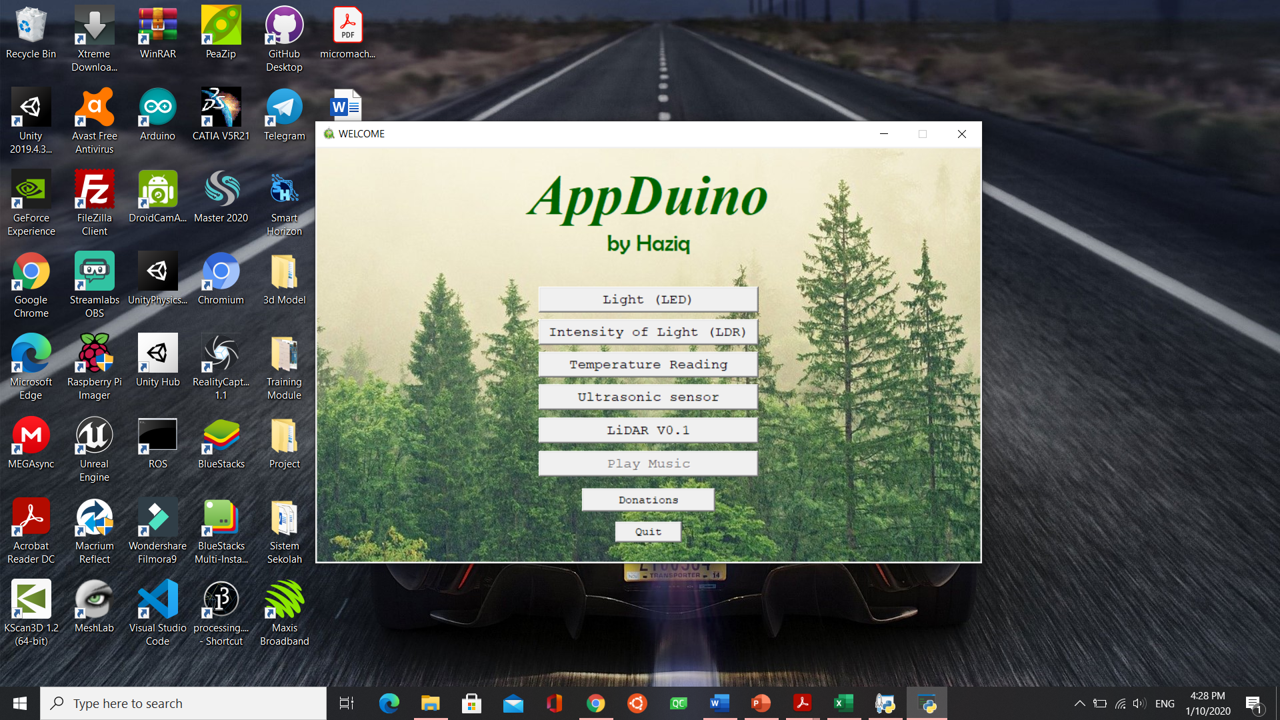 Recycle Bin
Xtreme
Downloa...
WinRAR
PeaZip
GitHub
Desktop
PDF
micromach...
Unity
2019.4.3...
Avast Free
Antivirus
Arduino
CATIA V5R21
Telegram
W
GeForce
Experience
FileZilla
Client
DroidCamA...
Master 2020
Smart
Horizon
Google
Chrome
Streamlabs
OBS
UnityPhysics...
Chromium
3d Model
Microsoft
Edge
Raspberry Pi
Imager
Unity Hub
RealityCapt...
1.1
Training
Module
MEGAsync
Unreal
Engine
ROS
BlueStacks
Project
Acrobat
Reader DC
Macrium
Reflect
Wondershare
Filmora9
BlueStacks
Multi-Insta...
Sistem
Sekolah
KScan3D 1.2
(64-bit)
MeshLab
Visual Studio
Code
processing....
- Shortcut
Maxis
Broadband
WELCOME
AppDuino
by Haziq
Light (LED)
Intensity of Light (LDR)
Temperature Reading
Ultrasonic sensor
LiDAR V0.1
Play Music
Donations
Quit
TRANSPORTER 14
Type here to search
QC
ENG
4:28 PM
1/10/2020
1